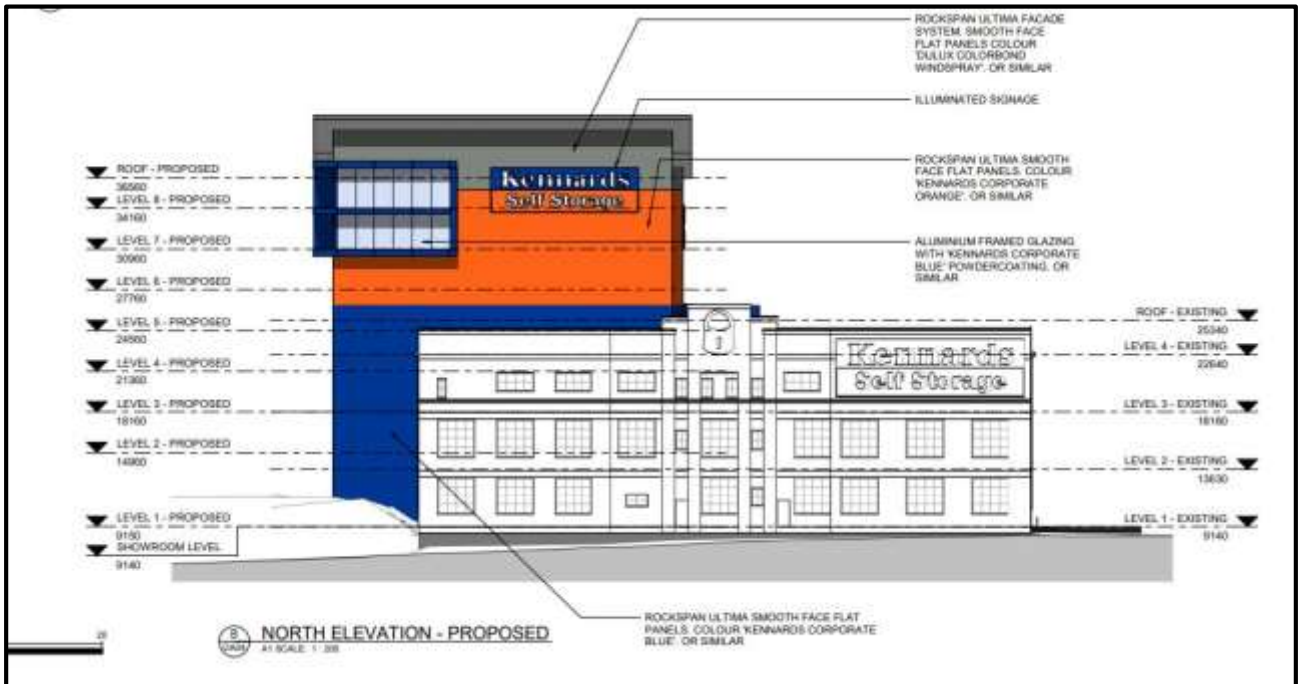 ROCKSPAN ULTIMA FACADE
SYSTEM. SMOOTH FACE
FLAT PANELS COLOUR
'DULUX COLORBOND
WINDSPRAY'. OR SIMILAR
ILLUMINATED SIGNAGE
ROCKSPAN ULTIMA SMOOTH
FACE FLAT PANELS. COLOUR
'KENNARDS CORPORATE
ORANGE'. OR SIMILAR
ALUMINIUM FRAMED GLAZING
WITH 'KENNARDS CORPORATE
BLUE' POWDERCOATING. OR
SIMILAR
Kennards
Self Storage
ROOF - PROPOSED
36560
LEVEL 8 - PROPOSED
34160
LEVEL 7 - PROPOSED
30960
LEVEL 6 - PROPOSED
27760
LEVEL 5 - PROPOSED
24560
LEVEL 4 - PROPOSED
21360
LEVEL 3 - PROPOSED
18160
LEVEL 2 - PROPOSED
14960
LEVEL 1 - PROPOSED
9150
SHOWROOM LEVEL
9140
Kennards
Self Storage
ROOF - EXISTING
25340
LEVEL 4 - EXISTING
22640
LEVEL 3 - EXISTING
18160
LEVEL 2 - EXISTING
13630
LEVEL 1 - EXISTING
9140
ROCKSPAN ULTIMA SMOOTH FACE FLAT
PANELS. COLOUR 'KENNARDS CORPORATE
BLUE'. OR SIMILAR
B
NORTH ELEVATION - PROPOSED
A1 SCALE 1 : 200